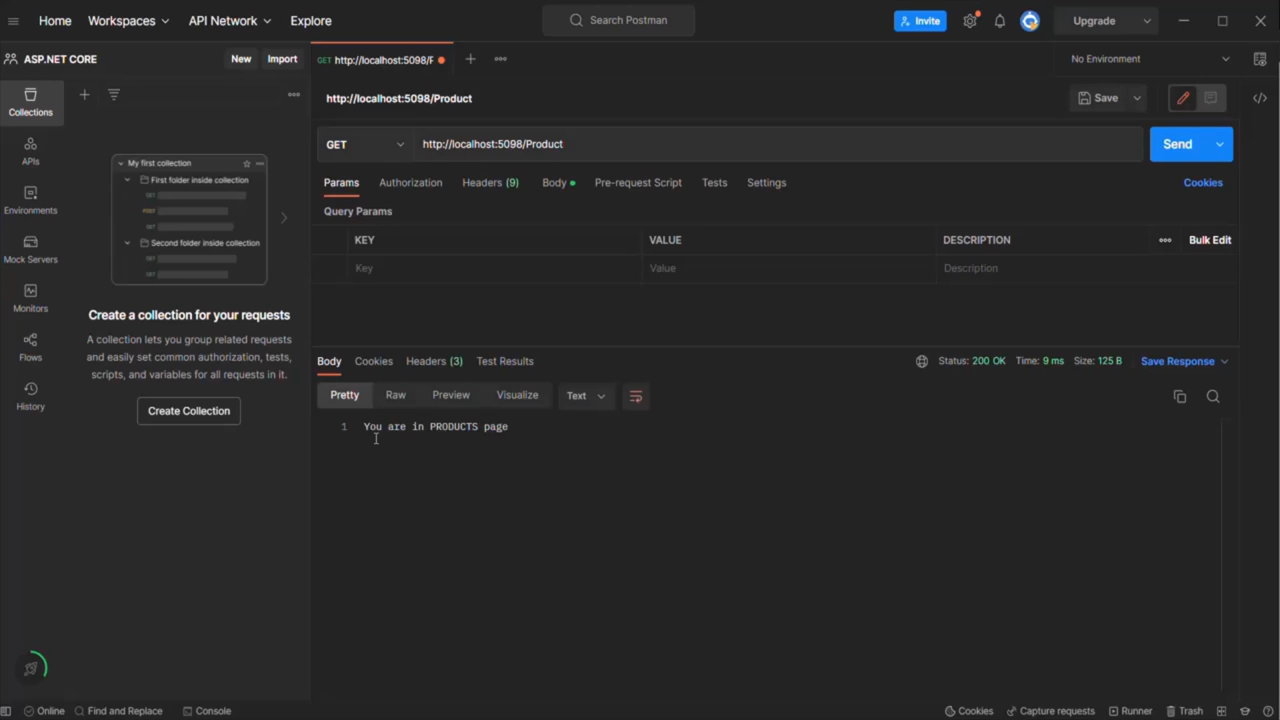 Home Workspaces API Network Explore Search Postman Invite Upgrade
ASP.NET CORE New Import GET http://localhost:5098/F No Environment
http://localhost:5098/Product Save
GET http://localhost:5098/Product Send
Params Authorization Headers (9) Body Pre-request Script Tests Settings Cookies
Query Params
KEY VALUE DESCRIPTION Bulk Edit
Key Value Description
Collections
APIs
Environments
Mock Servers
Monitors
Flows
History
My first collection
First folder inside collection
GET
POST
GET
Second folder inside collection
GET
GET
Create a collection for your requests
A collection lets you group related requests
and easily set common authorization, tests,
scripts, and variables for all requests in it.
Create Collection
Body Cookies Headers (3) Test Results Status: 200 OK Time: 9 ms Size: 125 B Save Response
Pretty Raw Preview Visualize Text
1 You are in PRODUCTS page
Online Find and Replace Console Cookies Capture requests Runner Trash